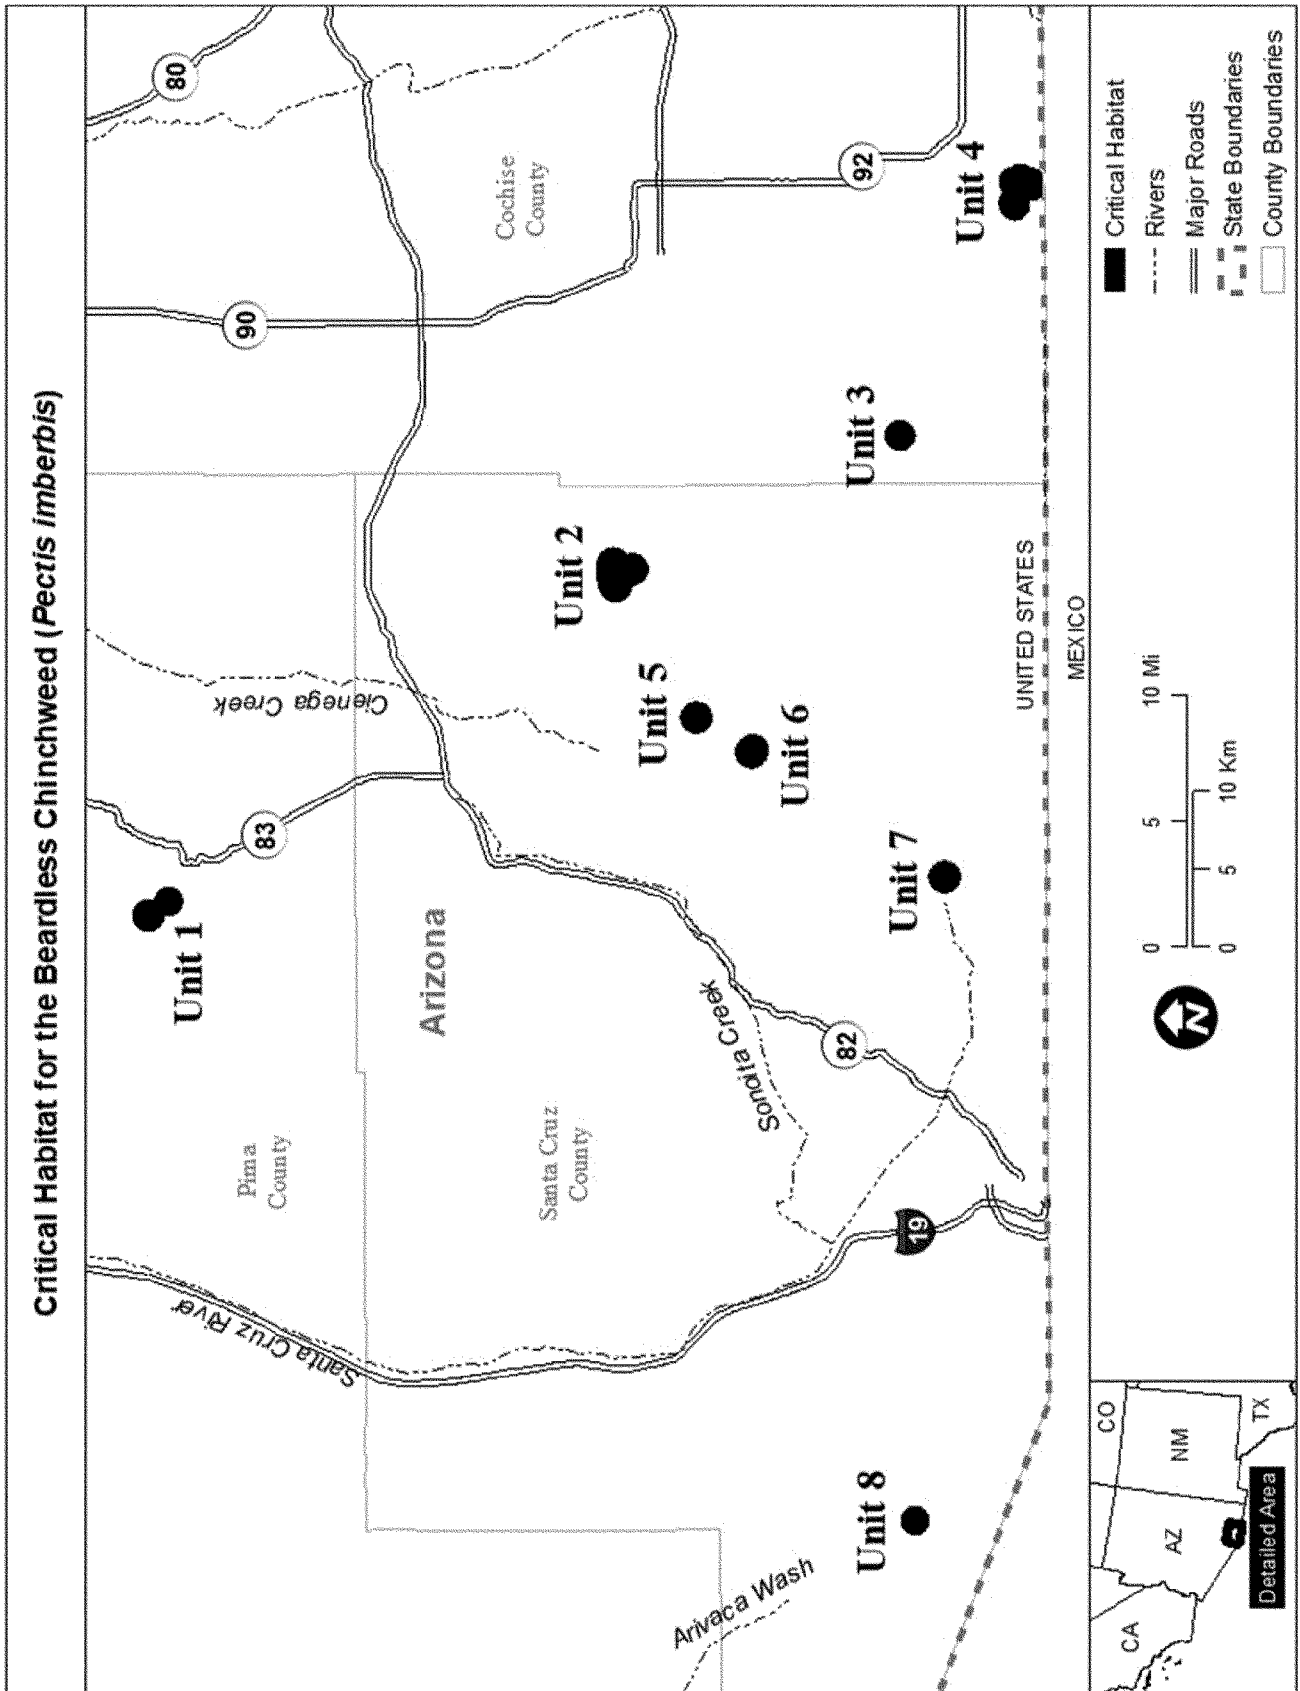 Critical Habitat for the Beardless Chinchweed (Pectis imberbis)
80
90
83
Unit 1
Pima
County
Santa Cruz River
Cienega Creek
Arizona
Cochise
County
Santa Cruz
County
Unit 2
Unit 5
Unit 6
Sonoita Creek
82
92
Unit 3
Unit 4
Unit 7
19
Unit 8
Arivaca Wash
UNITED STATES
MEXICO
CO
CA
AZ
NM
TX
Detailed Area
N
0 5 10 Mi
0 5 10 Km
Critical Habitat
Rivers
Major Roads
State Boundaries
County Boundaries